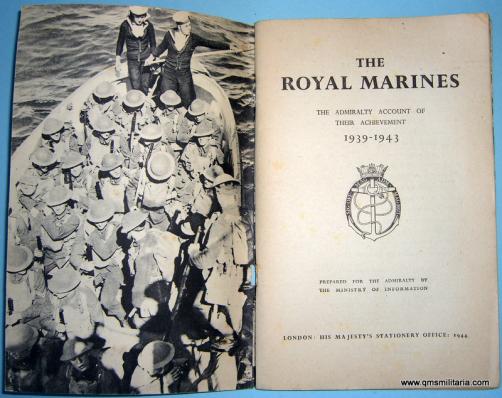 THE
ROYAL MARINES
THE ADMIRALTY ACCOUNT OF
THEIR ACHIEVEMENT
1939-1943
PREPARED FOR THE ADMIRALTY BY
THE MINISTRY OF INFORMATION
LONDON: HIS MAJESTY'S STATIONERY OFFICE: 1944
www.qmsmilitaria.com